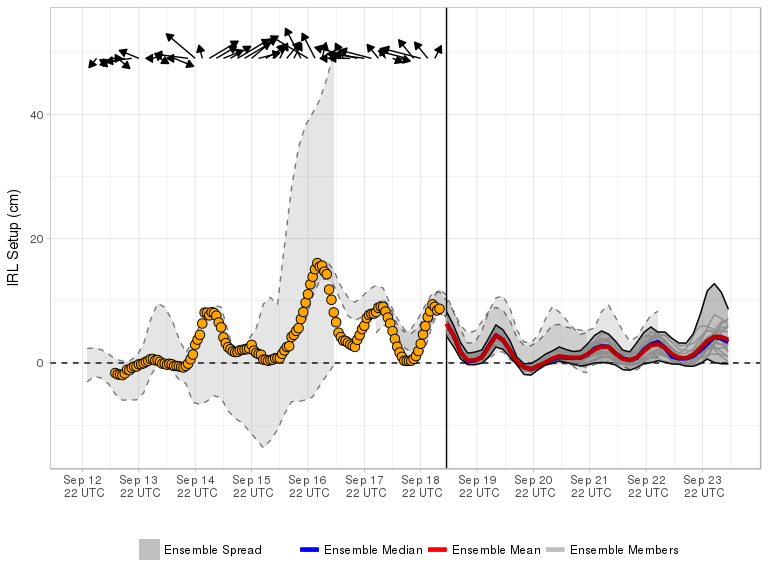 IRL Setup (cm)
40
20
0
Sep 12 Sep 13 Sep 14 Sep 15 Sep 16 Sep 17 Sep 18 Sep 19 Sep 20 Sep 21 Sep 22 Sep 23
22 UTC 22 UTC 22 UTC 22 UTC 22 UTC 22 UTC 22 UTC 22 UTC 22 UTC 22 UTC 22 UTC 22 UTC
Ensemble Spread Ensemble Median Ensemble Mean Ensemble Members